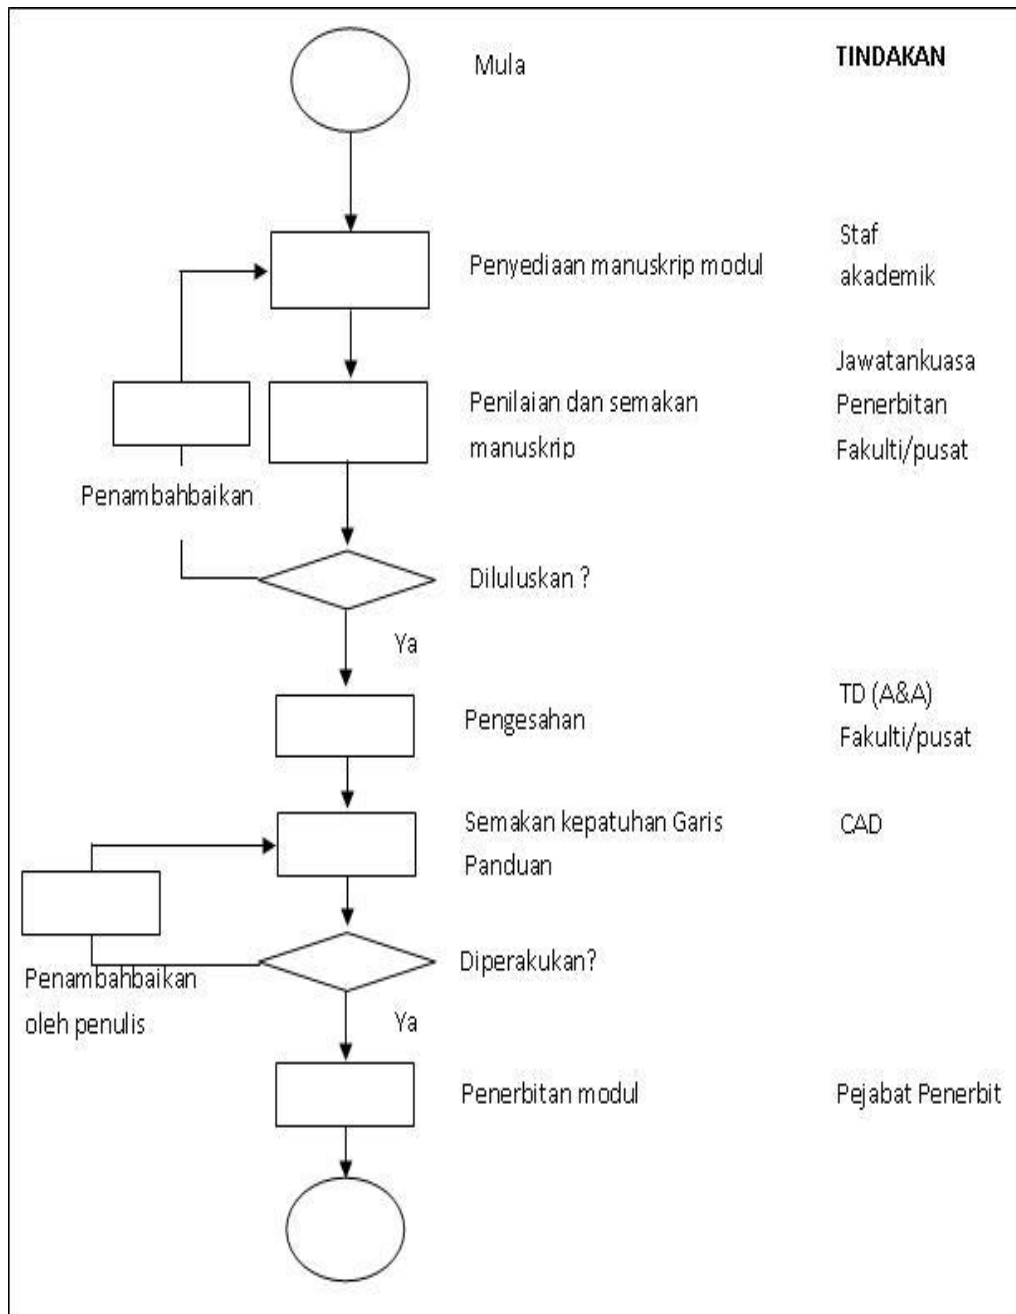 Mula
TINDAKAN
Penyediaan manuskrip modul
Staf
akademik
Penilaian dan semakan
manuskrip
Jawatankuasa
Penerbitan
Fakulti/pusat
Penambahbaikan
Diluluskan ?
Ya
Pengesahan
TD (A&A)
Fakulti/pusat
Semakan kepatuhan Garis
Panduan
CAD
Diperakukan?
Penambahbaikan
oleh penulis
Ya
Penerbitan modul
Pejabat Penerbit